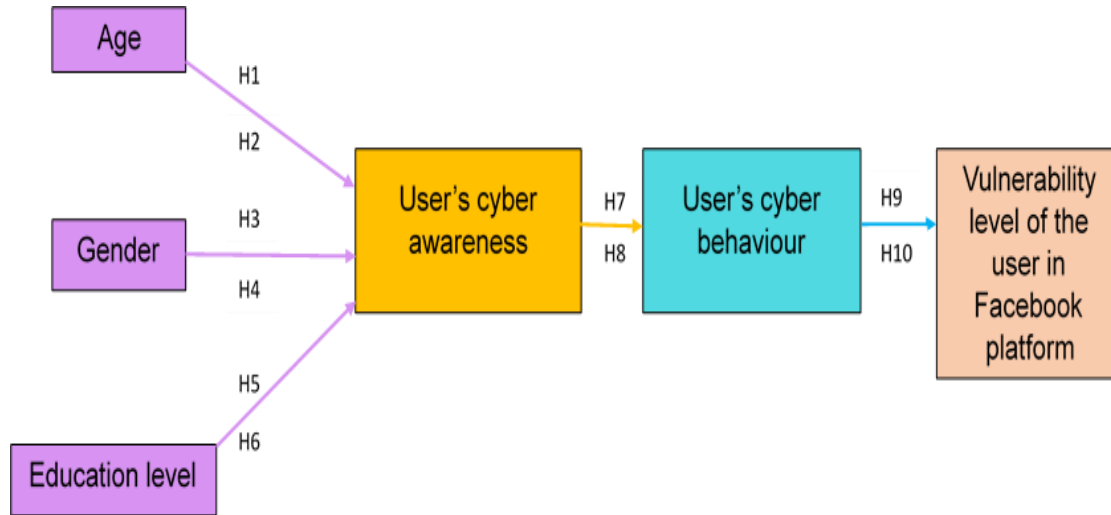 Age
H1
H2
Gender
H3
H4
Education level
H5
H6
User’s cyber
awareness
H7
H8
User’s cyber
behaviour
H9
H10
Vulnerability
level of the
user in
Facebook
platform